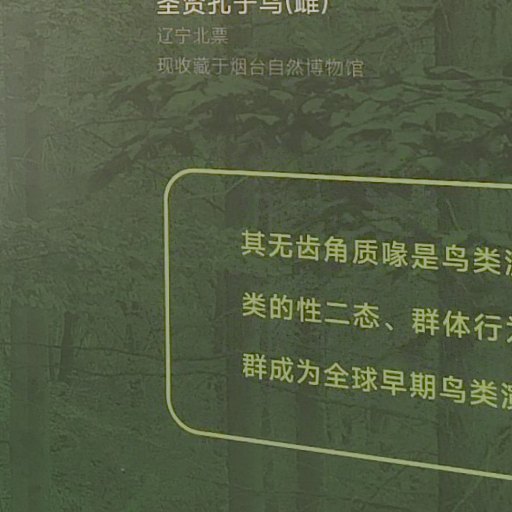 圣贤孔子鸟(雌)
辽宁北票
现收藏于烟台自然博物馆
其无齿角质喙是鸟类
类的性二态、群体行
群成为全球早期鸟类